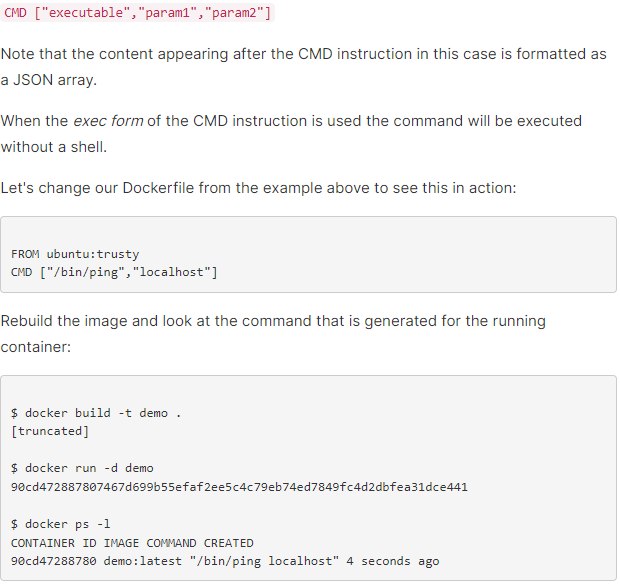 CMD ["executable","param1","param2"]
Note that the content appearing after the CMD instruction in this case is formatted as
a JSON array.
When the exec form of the CMD instruction is used the command will be executed
without a shell.
Let's change our Dockerfile from the example above to see this in action:
FROM ubuntu:trusty
CMD ["/bin/ping","localhost"]
Rebuild the image and look at the command that is generated for the running
container:
$ docker build -t demo .
[truncated]
$ docker run -d demo
90cd472887807467d699b55efaf2ee5c4c79eb74ed7849fc4d2dbfea31dce441
$ docker ps -l
CONTAINER ID IMAGE COMMAND CREATED
90cd47288780 demo:latest "/bin/ping localhost" 4 seconds ago